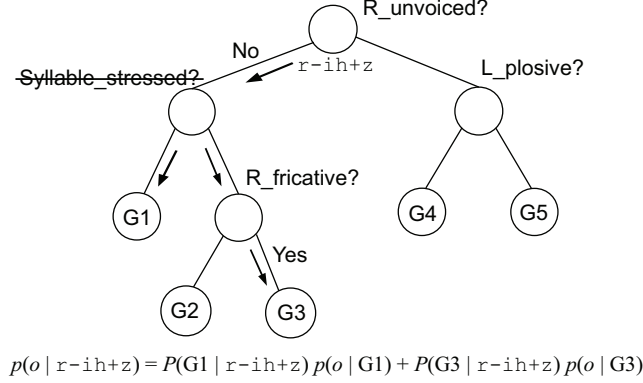 R_unvoiced?
No
r-ih+z
Syllable_stressed?
L_plosive?
R_fricative?
G1
G4
G5
Yes
G2
G3
p(o | r-ih+z) = P(G1 | r-ih+z) p(o | G1) + P(G3 | r-ih+z) p(o | G3)